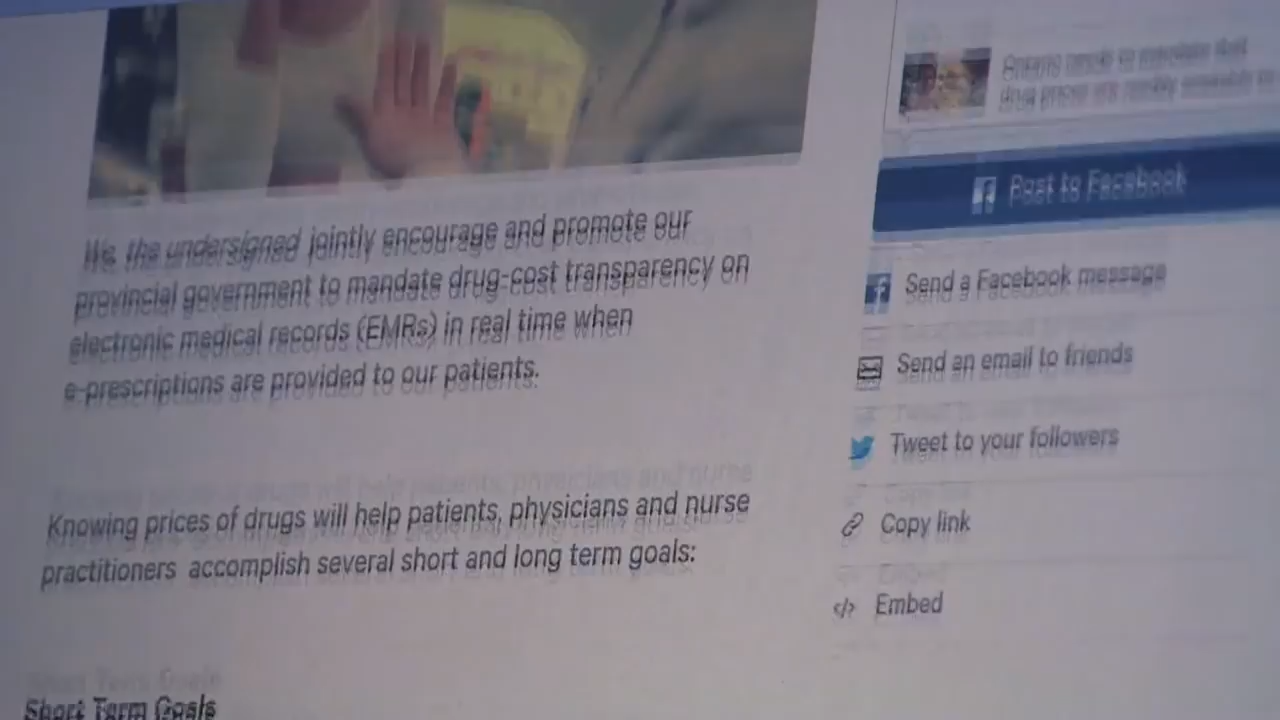 We, the undersigned jointly encourage and promote our
provincial government to mandate drug-cost transparency on
electronic medical records (EMRs) in real time when
e-prescriptions are provided to our patients.
Knowing prices of drugs will help patients, physicians and nurse
practitioners accomplish several short and long term goals:
Short Term Goals
Post to Facebook
Send a Facebook message
Send an email to friends
Tweet to your followers
Copy link
Embed